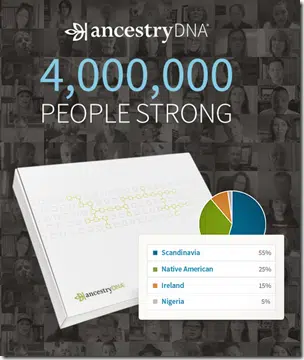 ancestryDNA
4,000,000
PEOPLE STRONG
ancestryDNA
Scandinavia 55%
Native American 25%
Ireland 15%
Nigeria 5%